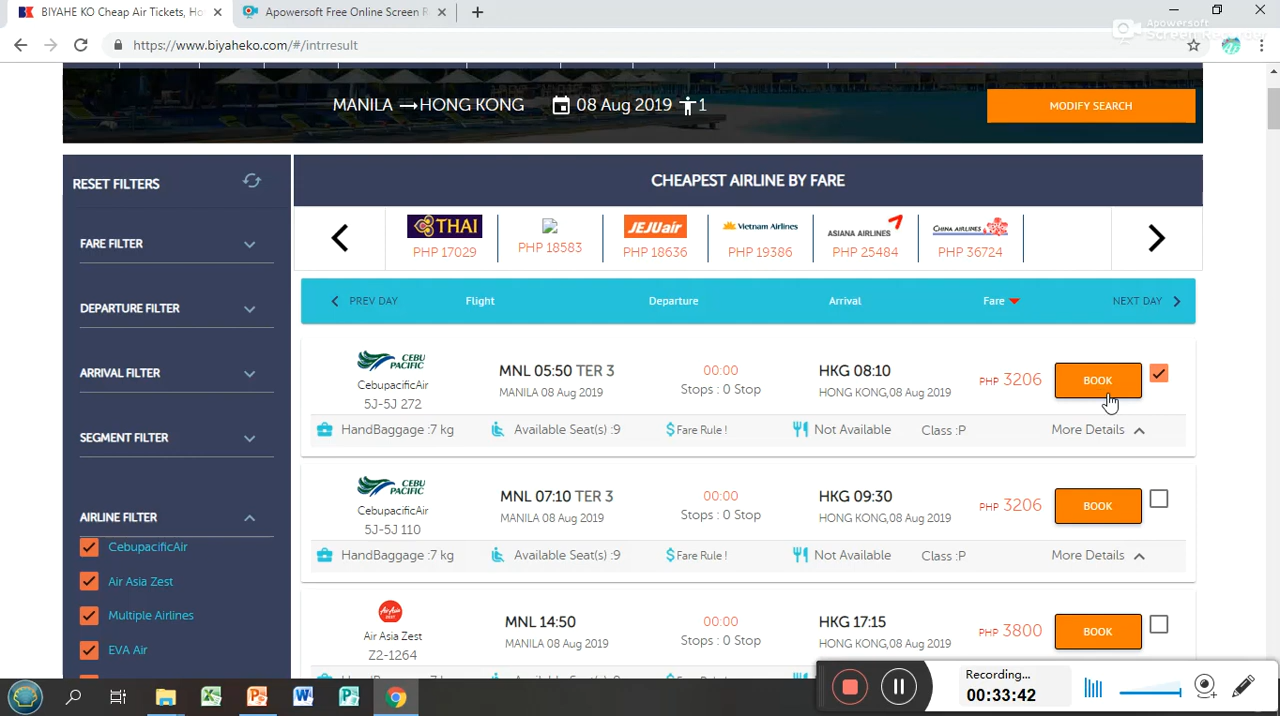 BIYAHE KO Cheap Air Tickets, Ho
Apowersoft Free Online Screen R
https://www.biyaheko.com/#/intrresult
Apowersoft
Screen Recorder
MANILA → HONG KONG 08 Aug 2019 1
MODIFY SEARCH
RESET FILTERS
FARE FILTER
DEPARTURE FILTER
ARRIVAL FILTER
SEGMENT FILTER
AIRLINE FILTER
CebupacificAir
Air Asia Zest
Multiple Airlines
EVA Air
CHEAPEST AIRLINE BY FARE
THAI JEJUair Vietnam Airlines ASIANA AIRLINES CHINA AIRLINES
PHP 17029 PHP 18583 PHP 18636 PHP 19386 PHP 25484 PHP 36724
PREV DAY Flight Departure Arrival Fare NEXT DAY
CEBU
PACIFIC
CebupacificAir
5J-5J 272
MNL 05:50 TER 3
MANILA 08 Aug 2019
00:00
Stops : 0 Stop
HKG 08:10
HONG KONG,08 Aug 2019
PHP 3206
BOOK
HandBaggage :7 kg Available Seat(s) :9 Fare Rule ! Not Available Class :P More Details
CEBU
PACIFIC
CebupacificAir
5J-5J 110
MNL 07:10 TER 3
MANILA 08 Aug 2019
00:00
Stops : 0 Stop
HKG 09:30
HONG KONG,08 Aug 2019
PHP 3206
BOOK
HandBaggage :7 kg Available Seat(s) :9 Fare Rule ! Not Available Class :P More Details
AirAsia
ZEST
Air Asia Zest
Z2-1264
MNL 14:50
MANILA 08 Aug 2019
00:00
Stops : 0 Stop
HKG 17:15
HONG KONG,08 Aug 2019
PHP 3800
BOOK
Recording...
00:33:42